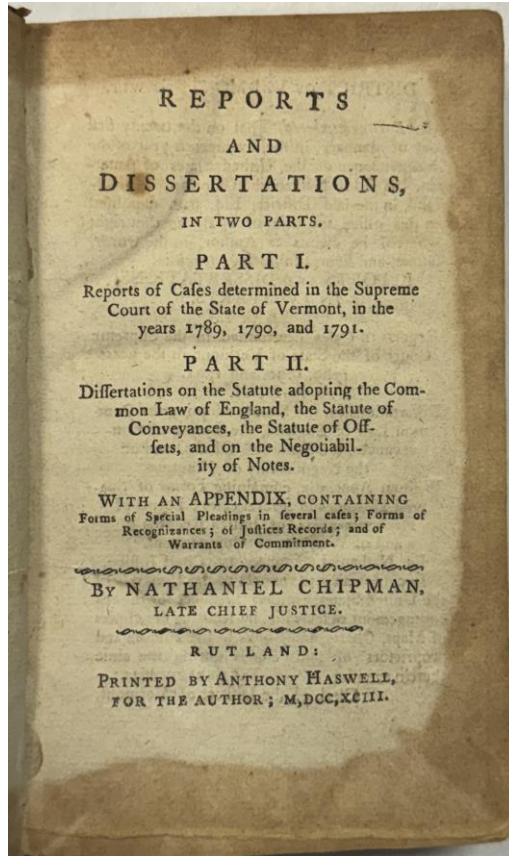 REPORTS
AND
DISSERTATIONS,
IN TWO PARTS.
PART I.
Reports of Caſes determined in the Supreme
Court of the State of Vermont, in the
years 1789, 1790, and 1791.
PART II.
Diſſertations on the Statute adopting the Com-
mon Law of England, the Statute of
Conveyances, the Statute of Off-
ſets, and on the Negotiabil-
ity of Notes.
WITH AN APPENDIX, CONTAINING
Forms of Special Pleadings in ſeveral caſes; Forms of
Recognizances; of Juſtices Records; and of
Warrants of Commitment.
BY NATHANIEL CHIPMAN,
LATE CHIEF JUSTICE.
RUTLAND:
PRINTED BY ANTHONY HASWELL,
FOR THE AUTHOR; M,DCC,XCIII.